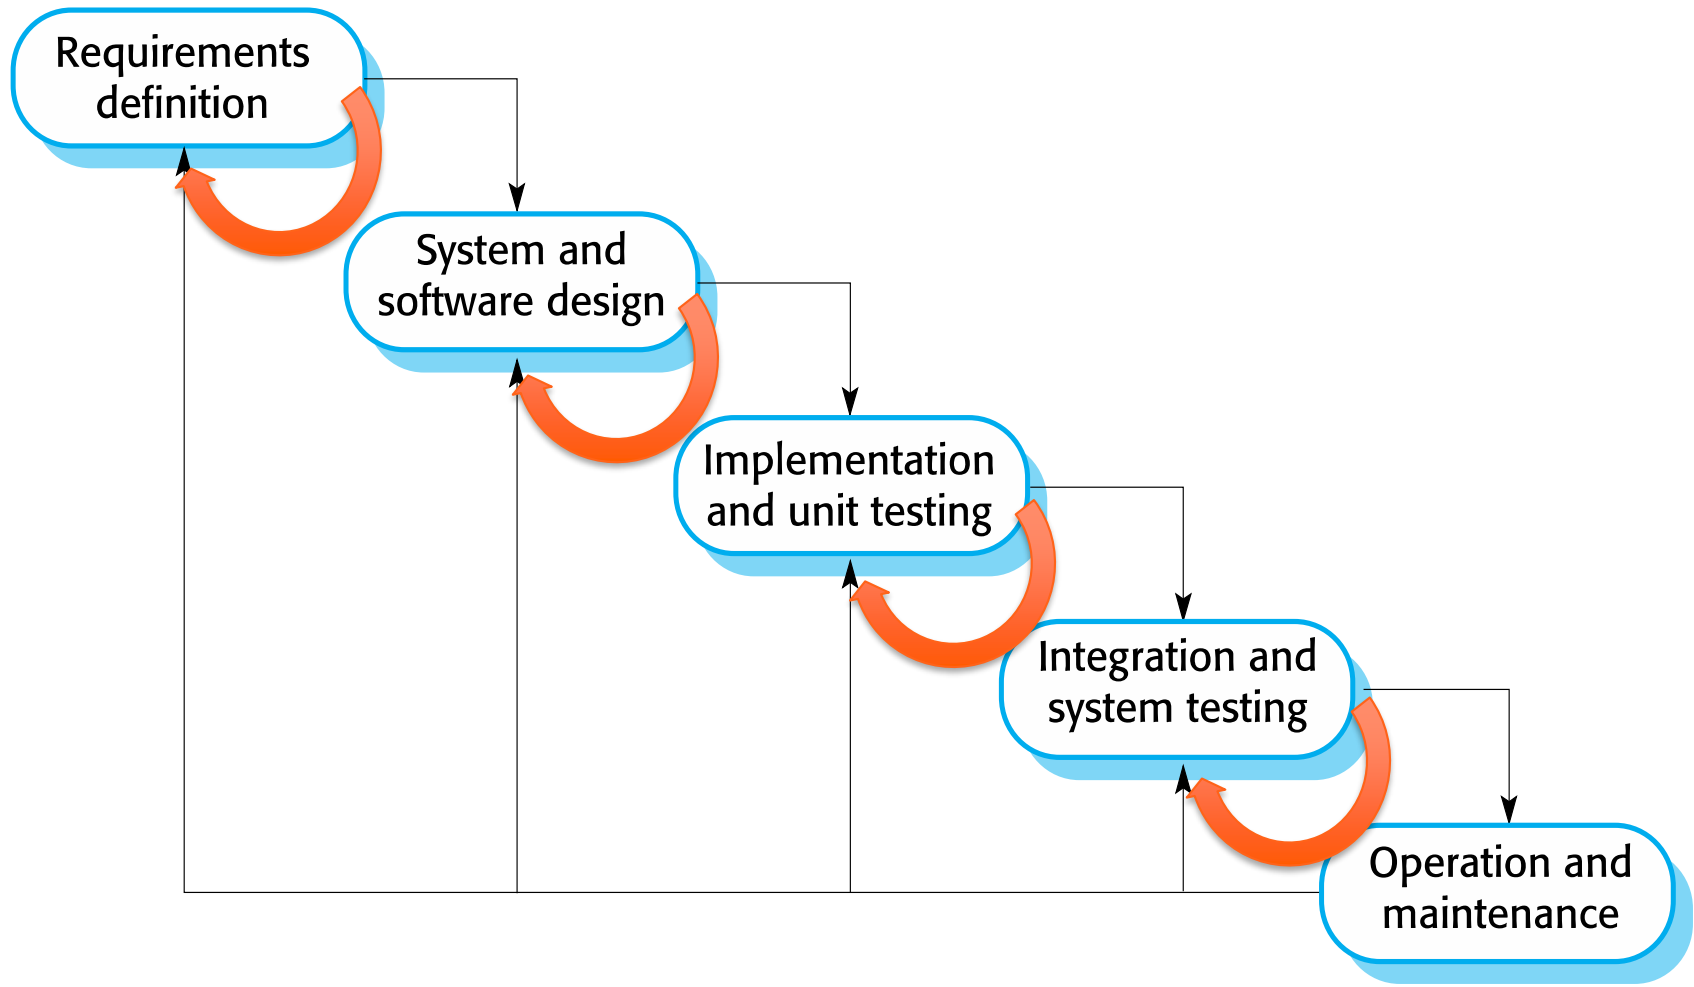 Requirements
definition
System and
software design
Implementation
and unit testing
Integration and
system testing
Operation and
maintenance